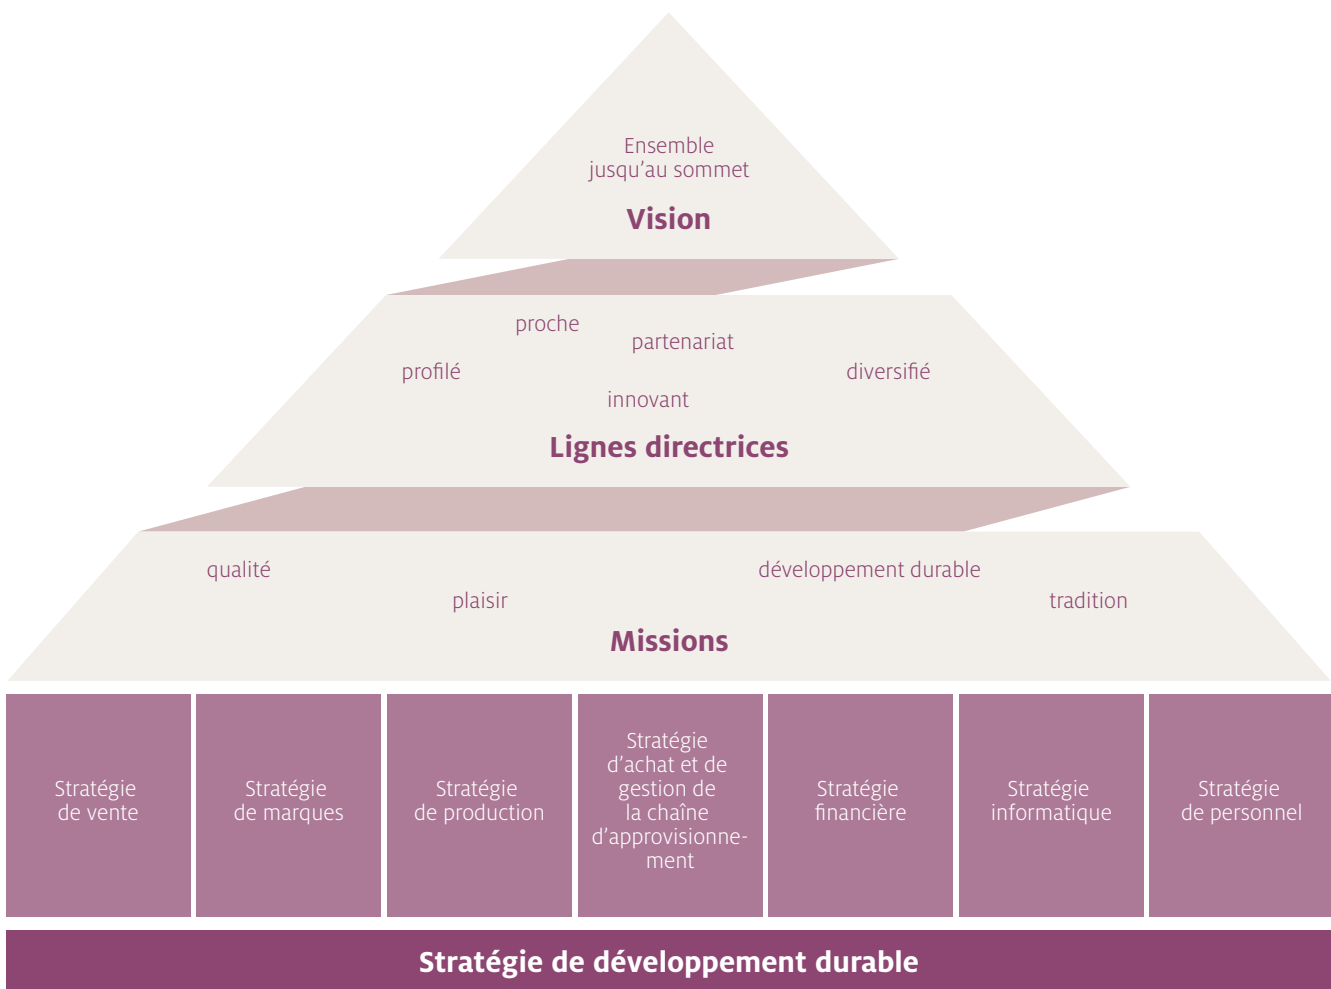 Ensemble
jusqu'au sommet
Vision
proche
partenariat
profilé
diversifié
innovant
Lignes directrices
qualité
développement durable
plaisir
tradition
Missions
Stratégie
de vente
Stratégie
de marques
Stratégie
de production
Stratégie
d'achat et de
gestion de
la chaîne
d'approvisionne-
ment
Stratégie
financière
Stratégie
informatique
Stratégie
de personnel
Stratégie de développement durable